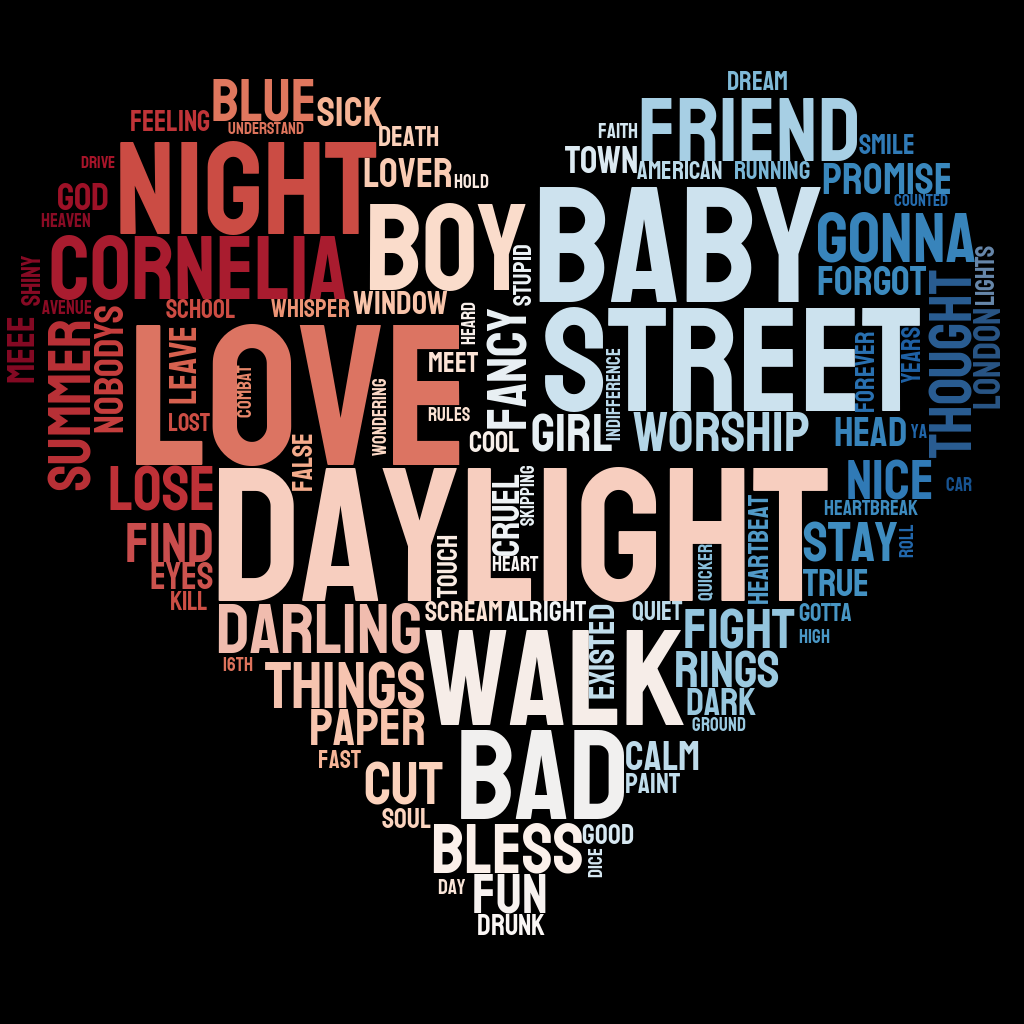 DREAM
BLUE
SICK
FEELING
UNDERSTAND
FRIEND
FAITH
DEATH
SMILE
NIGHT
TOWN
DRIVE
LOVER
HOLD
AMERICAN
RUNNING
PROMISE
GOD
COUNTED
HEAVEN
BOY
BABY
GONNA
CORNELIA
STUPID
SHINY
FORGOT
LIGHTS
THOUGHT
AVENUE
SCHOOL
WHISPER
WINDOW
MEEE
SUMMER
NOBODYS
LEAVE
LOVE
HEARD
FANCY
STREET
LONDON
MEET
INDIFFERENCE
FOREVER
YEARS
COMBAT
WONDERING
LOST
RULES
COOL
GIRL
WORSHIP
HEAD
YA
FALSE
LOSE
DAYLIGHT
CRUEL
SKIPPING
NICE
CAR
HEARTBREAK
FIND
TOUCH
HEART
QUICKER
HEARTBEAT
STAY
ROLL
EYES
TRUE
KILL
DARLING
SCREAM
ALRIGHT
EXISTED
QUIET
FIGHT
GOTTA
HIGH
16TH
THINGS
WALK
RINGS
DARK
PAPER
GROUND
FAST
BAD
CALM
CUT
PAINT
SOUL
BLESS
GOOD
DICE
DAY
FUN
DRUNK